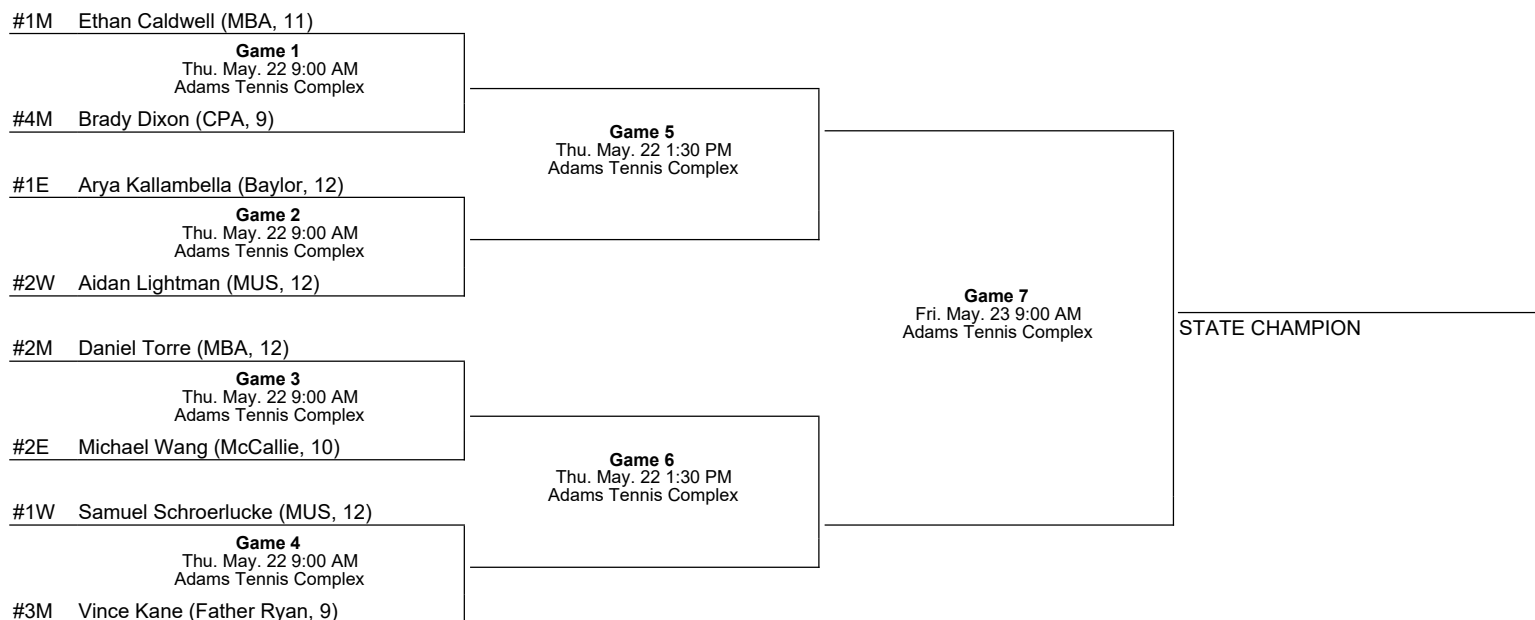 #1M Ethan Caldwell (MBA, 11)
Game 1
Thu. May. 22 9:00 AM
Adams Tennis Complex
#4M Brady Dixon (CPA, 9)
Game 5
Thu. May. 22 1:30 PM
Adams Tennis Complex
#1E Arya Kallambella (Baylor, 12)
Game 2
Thu. May. 22 9:00 AM
Adams Tennis Complex
#2W Aidan Lightman (MUS, 12)
Game 7
Fri. May. 23 9:00 AM
Adams Tennis Complex
STATE CHAMPION
#2M Daniel Torre (MBA, 12)
Game 3
Thu. May. 22 9:00 AM
Adams Tennis Complex
#2E Michael Wang (McCallie, 10)
Game 6
Thu. May. 22 1:30 PM
Adams Tennis Complex
#1W Samuel Schroerlucke (MUS, 12)
Game 4
Thu. May. 22 9:00 AM
Adams Tennis Complex
#3M Vince Kane (Father Ryan, 9)